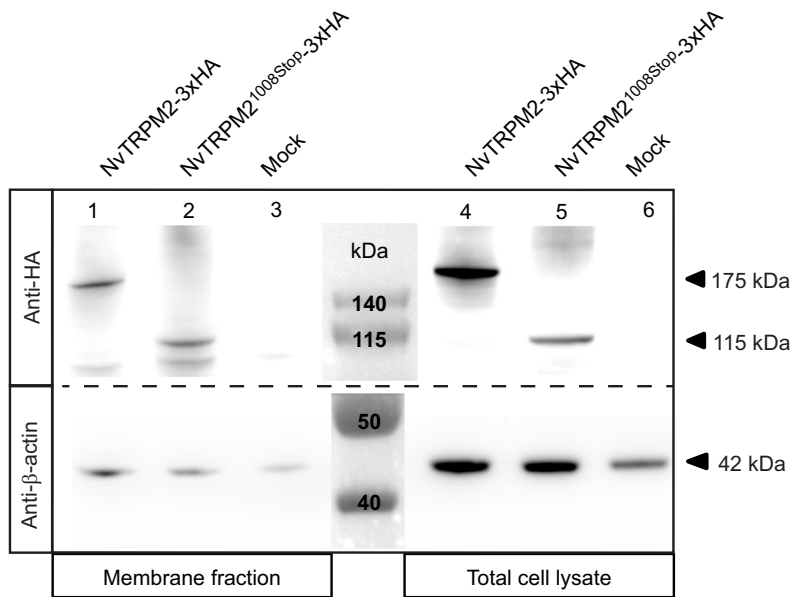 NvTRPM2-3xHA
NvTRPM2^1008Stop-3xHA
Mock
NvTRPM2-3xHA
NvTRPM2^1008Stop-3xHA
Mock
Anti-HA
1 2 3 4 5 6
kDa
140
115
175 kDa
115 kDa
Anti-β-actin
50
40
42 kDa
Membrane fraction
Total cell lysate